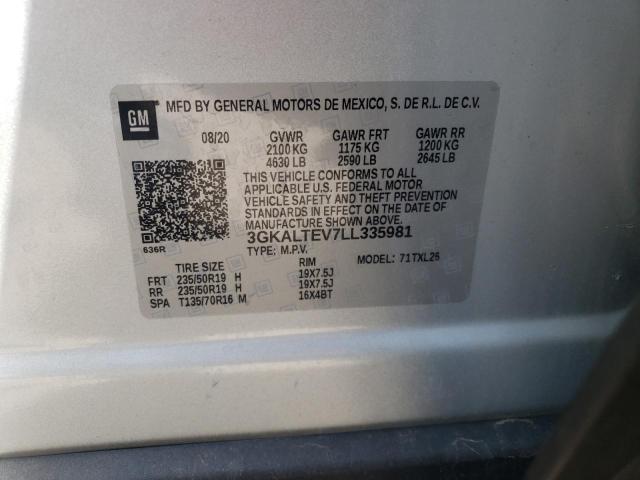 GM
MFD BY GENERAL MOTORS DE MEXICO, S. DE R.L. DE C.V.
08/20 GVWR GAWR FRT GAWR RR
2100 KG 1175 KG 1200 KG
4630 LB 2590 LB 2645 LB
THIS VEHICLE CONFORMS TO ALL
APPLICABLE U.S. FEDERAL MOTOR
VEHICLE SAFETY AND THEFT PREVENTION
STANDARDS IN EFFECT ON THE DATE OF
MANUFACTURE SHOWN ABOVE.
636R 3GKALTEV7LL335981
TYPE: M.P.V. MODEL: 71TXL26
TIRE SIZE RIM
FRT 235/50R19 H 19X7.5J
RR 235/50R19 H 19X7.5J
SPA T135/70R16 M 16X4BT